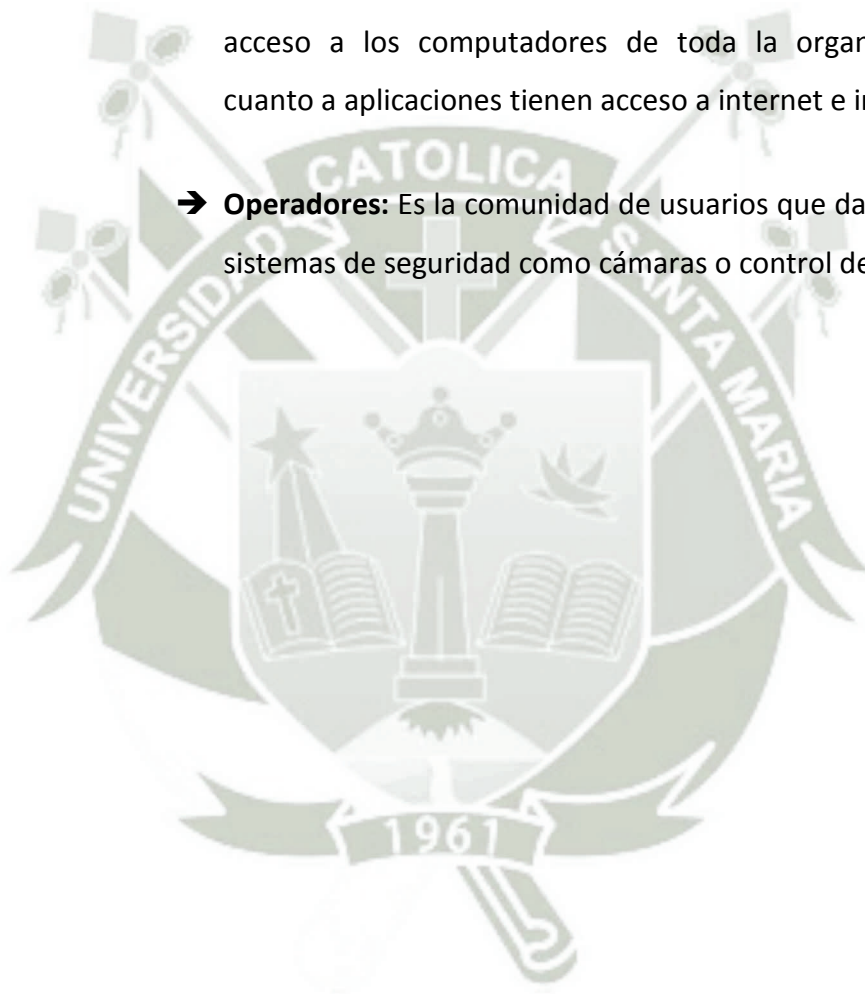 acceso a los computadores de toda la organ
cuanto a aplicaciones tienen acceso a internet e i
CATOLICA
➔ Operadores: Es la comunidad de usuarios que da
sistemas de seguridad como cámaras o control de
UNIVERSIDAD
SANTA MARIA
1961